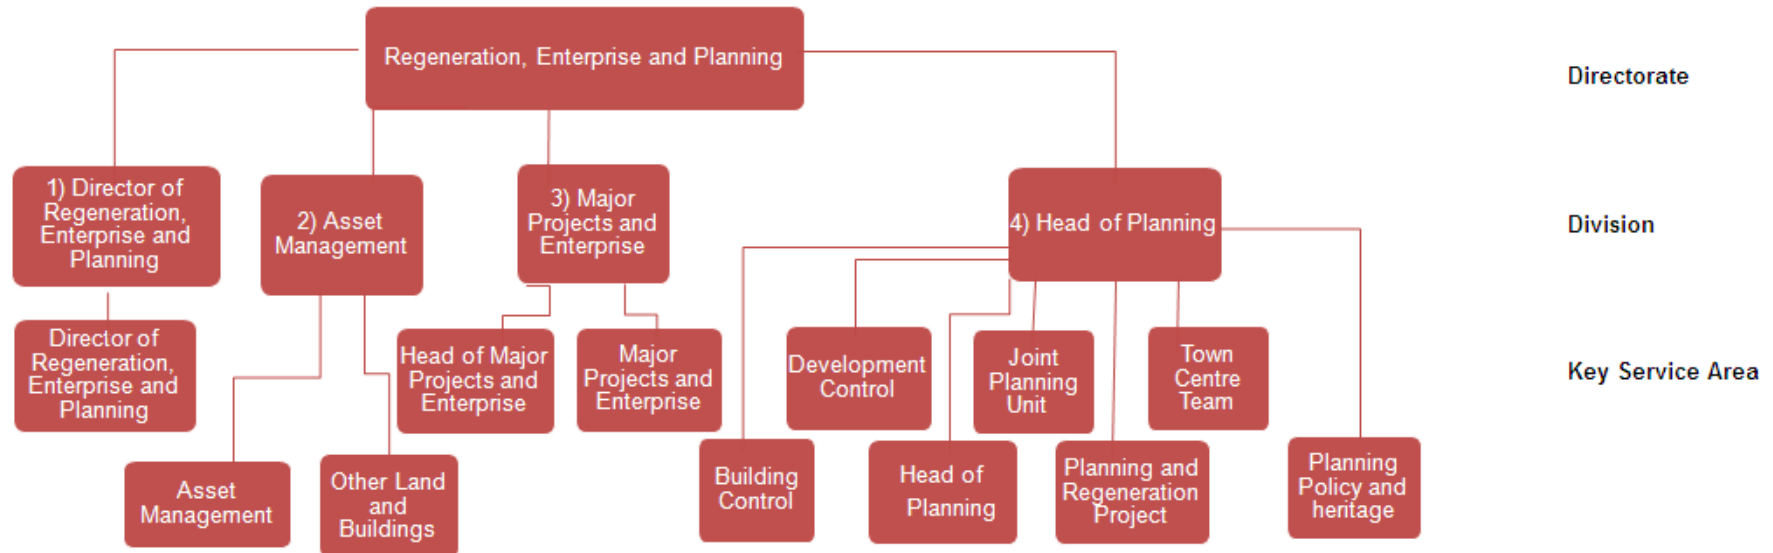 Regeneration, Enterprise and Planning
Directorate
1) Director of
Regeneration,
Enterprise and
Planning
2) Asset
Management
3) Major
Projects and
Enterprise
4) Head of Planning
Division
Director of
Regeneration,
Enterprise and
Planning
Head of Major
Projects and
Enterprise
Major
Projects and
Enterprise
Development
Control
Joint
Planning
Unit
Town
Centre
Team
Key Service Area
Asset
Management
Other Land
and
Buildings
Building
Control
Head of
Planning
Planning and
Regeneration
Project
Planning
Policy and
heritage